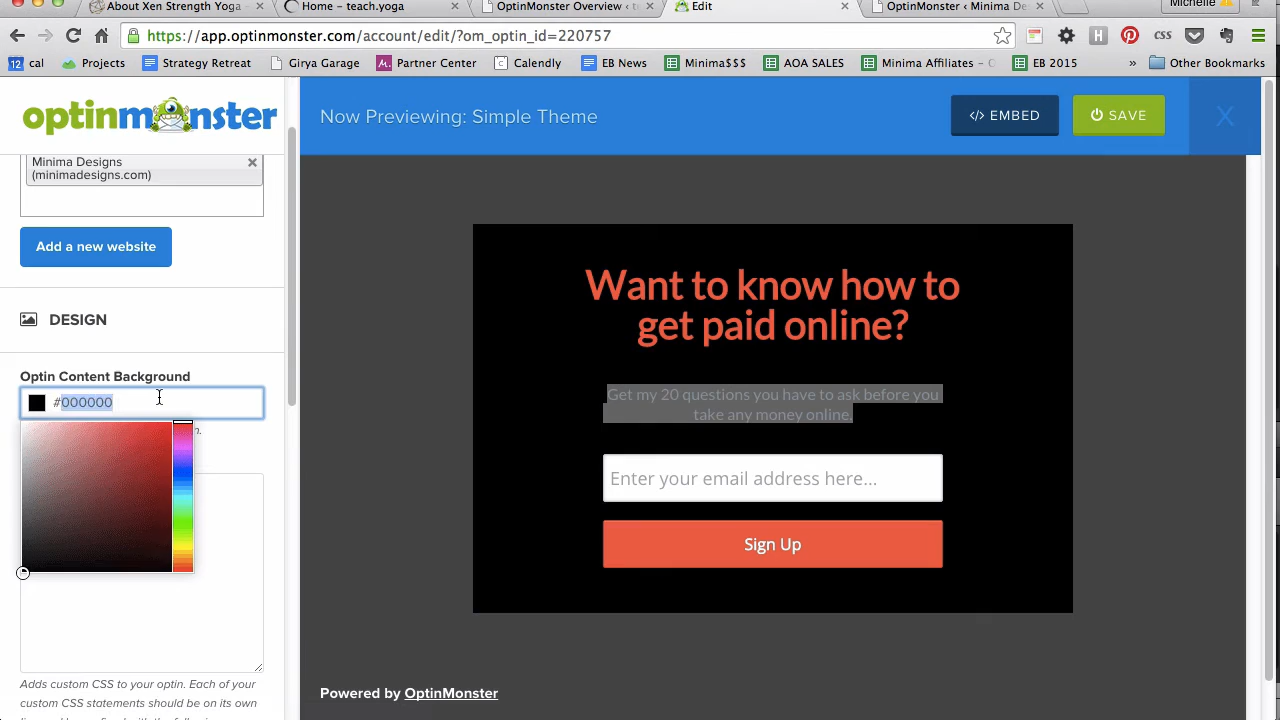 About Xen Strength Yoga
Home – teach.yoga
OptinMonster Overview ‹
Edit
OptinMonster ‹ Minima De
Michelle
https://app.optinmonster.com/account/edit/?om_optin_id=220757
12 cal
Projects
Strategy Retreat
Girya Garage
Partner Center
Calendly
EB News
Minima$$$
AOA SALES
Minima Affiliates - 
EB 2015
»
Other Bookmarks
optinmonster
Now Previewing: Simple Theme
</> EMBED
SAVE
X
Minima Designs
(minimadesigns.com)
Add a new website
DESIGN
Optin Content Background
#000000
n.
Want to know how to
get paid online?
Get my 20 questions you have to ask before you
take any money online.
Enter your email address here...
Sign Up
Adds custom CSS to your optin. Each of your
custom CSS statements should be on its own
Powered by OptinMonster